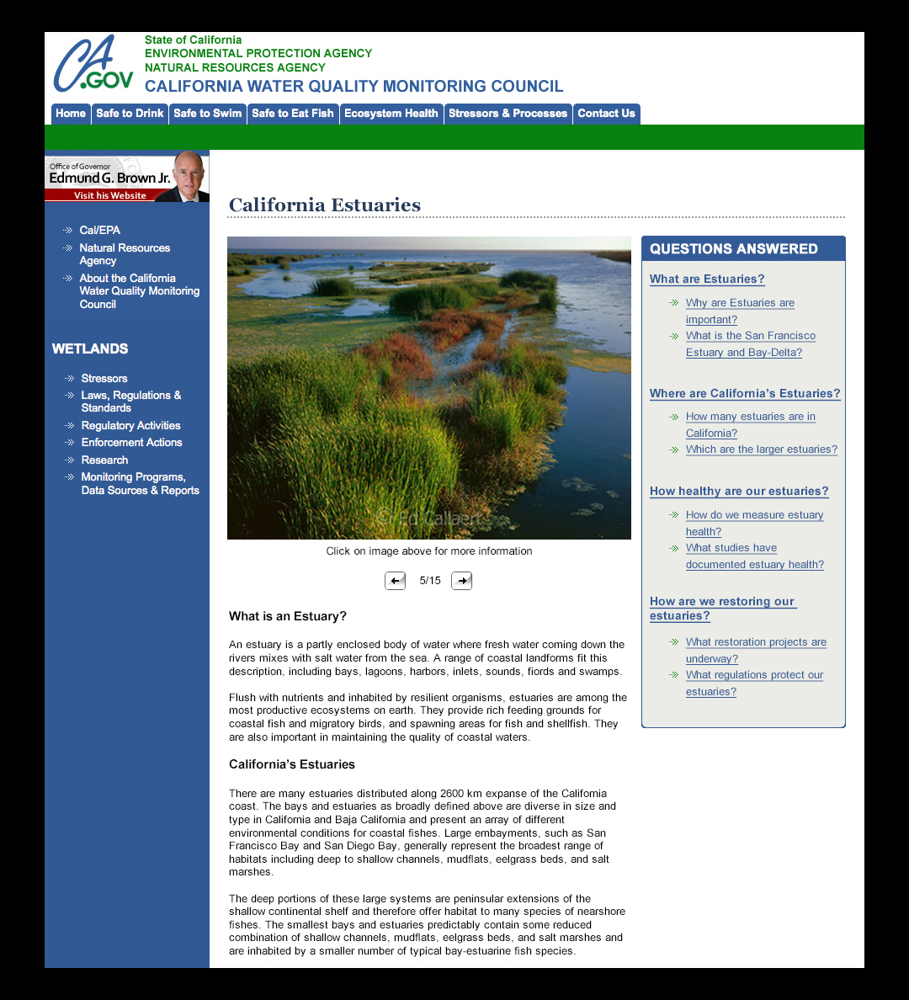 CA
.GOV
State of California
ENVIRONMENTAL PROTECTION AGENCY
NATURAL RESOURCES AGENCY
CALIFORNIA WATER QUALITY MONITORING COUNCIL
Home Safe to Drink Safe to Swim Safe to Eat Fish Ecosystem Health Stressors & Processes Contact Us
Office of Governor
Edmund G. Brown Jr.
Visit his Website
Cal/EPA
Natural Resources
Agency
About the California
Water Quality Monitoring
Council
WETLANDS
Stressors
Laws, Regulations &
Standards
Regulatory Activities
Enforcement Actions
Research
Monitoring Programs,
Data Sources & Reports
California Estuaries
© Ed Callaert
Click on image above for more information
5/15
What is an Estuary?
An estuary is a partly enclosed body of water where fresh water coming down the
rivers mixes with salt water from the sea. A range of coastal landforms fit this
description, including bays, lagoons, harbors, inlets, sounds, fiords and swamps.
Flush with nutrients and inhabited by resilient organisms, estuaries are among the
most productive ecosystems on earth. They provide rich feeding grounds for
coastal fish and migratory birds, and spawning areas for fish and shellfish. They
are also important in maintaining the quality of coastal waters.
California's Estuaries
There are many estuaries distributed along 2600 km expanse of the California
coast. The bays and estuaries as broadly defined above are diverse in size and
type in California and Baja California and present an array of different
environmental conditions for coastal fishes. Large embayments, such as San
Francisco Bay and San Diego Bay, generally represent the broadest range of
habitats including deep to shallow channels, mudflats, eelgrass beds, and salt
marshes.
The deep portions of these large systems are peninsular extensions of the
shallow continental shelf and therefore offer habitat to many species of nearshore
fishes. The smallest bays and estuaries predictably contain some reduced
combination of shallow channels, mudflats, eelgrass beds, and salt marshes and
are inhabited by a smaller number of typical bay-estuarine fish species.
QUESTIONS ANSWERED
What are Estuaries?
Why are Estuaries are
important?
What is the San Francisco
Estuary and Bay-Delta?
Where are California's Estuaries?
How many estuaries are in
California?
Which are the larger estuaries?
How healthy are our estuaries?
How do we measure estuary
health?
What studies have
documented estuary health?
How are we restoring our
estuaries?
What restoration projects are
underway?
What regulations protect our
estuaries?